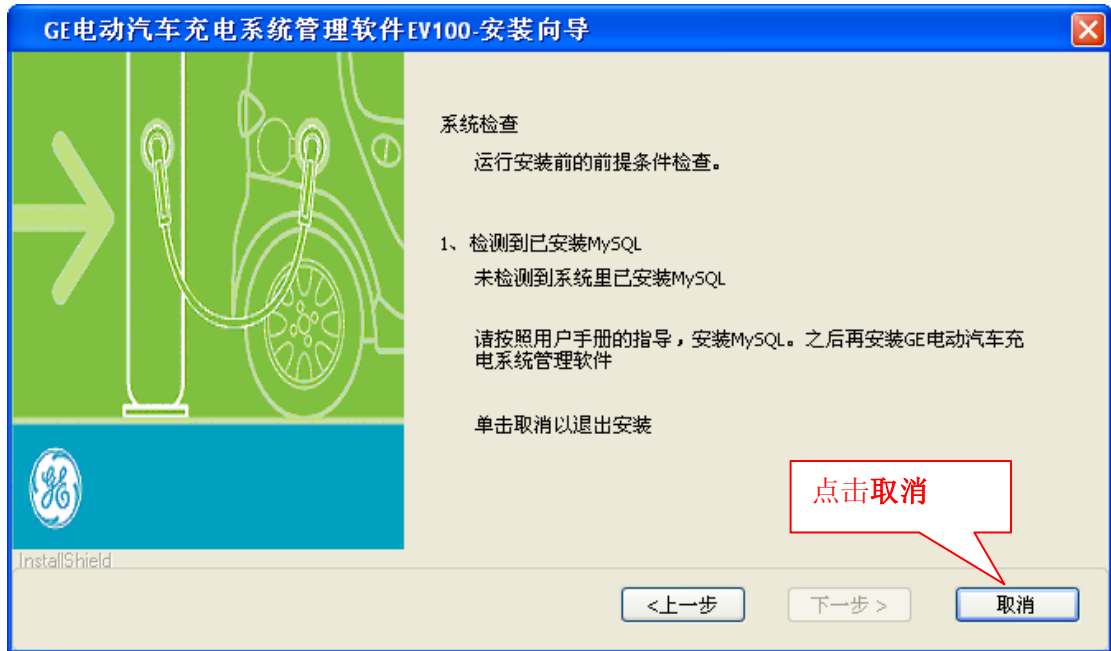 GE电动汽车充电系统管理软件EV100-安装向导
系统检查
运行安装前的前提条件检查。
1、检测到已安装MySQL
未检测到系统里已安装MySQL
请按照用户手册的指导，安装MySQL。之后再安装GE电动汽车充
电系统管理软件
单击取消以退出安装
点击取消
InstallShield
<上一步
下一步 >
取消